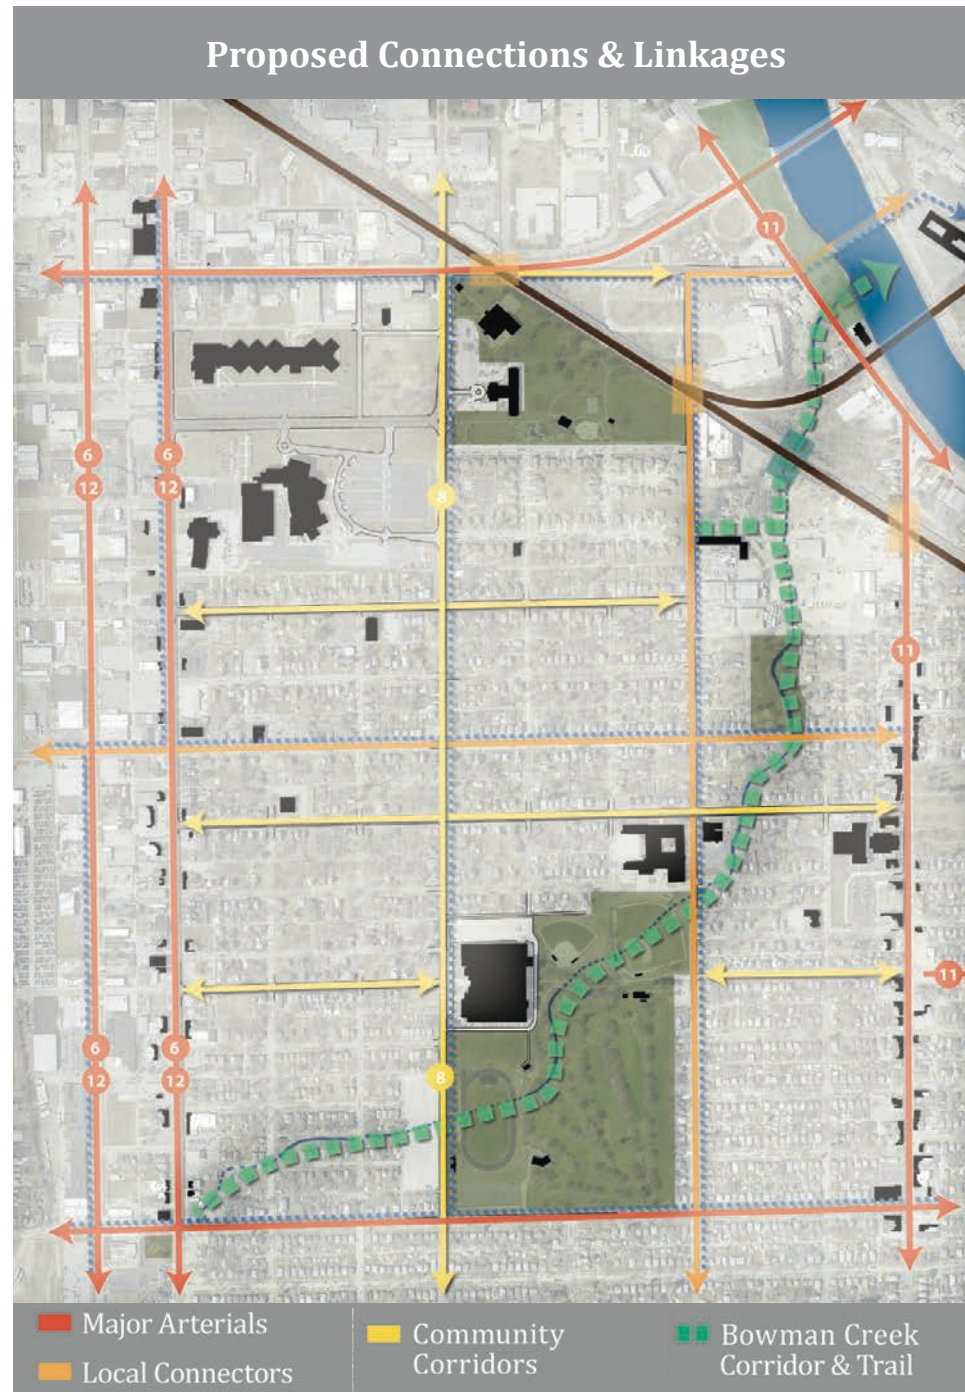 Proposed Connections & Linkages
11
6
12
6
12
8
11
11
6
12
6
12
8
Major Arterials
Local Connectors
Community
Corridors
Bowman Creek
Corridor & Trail